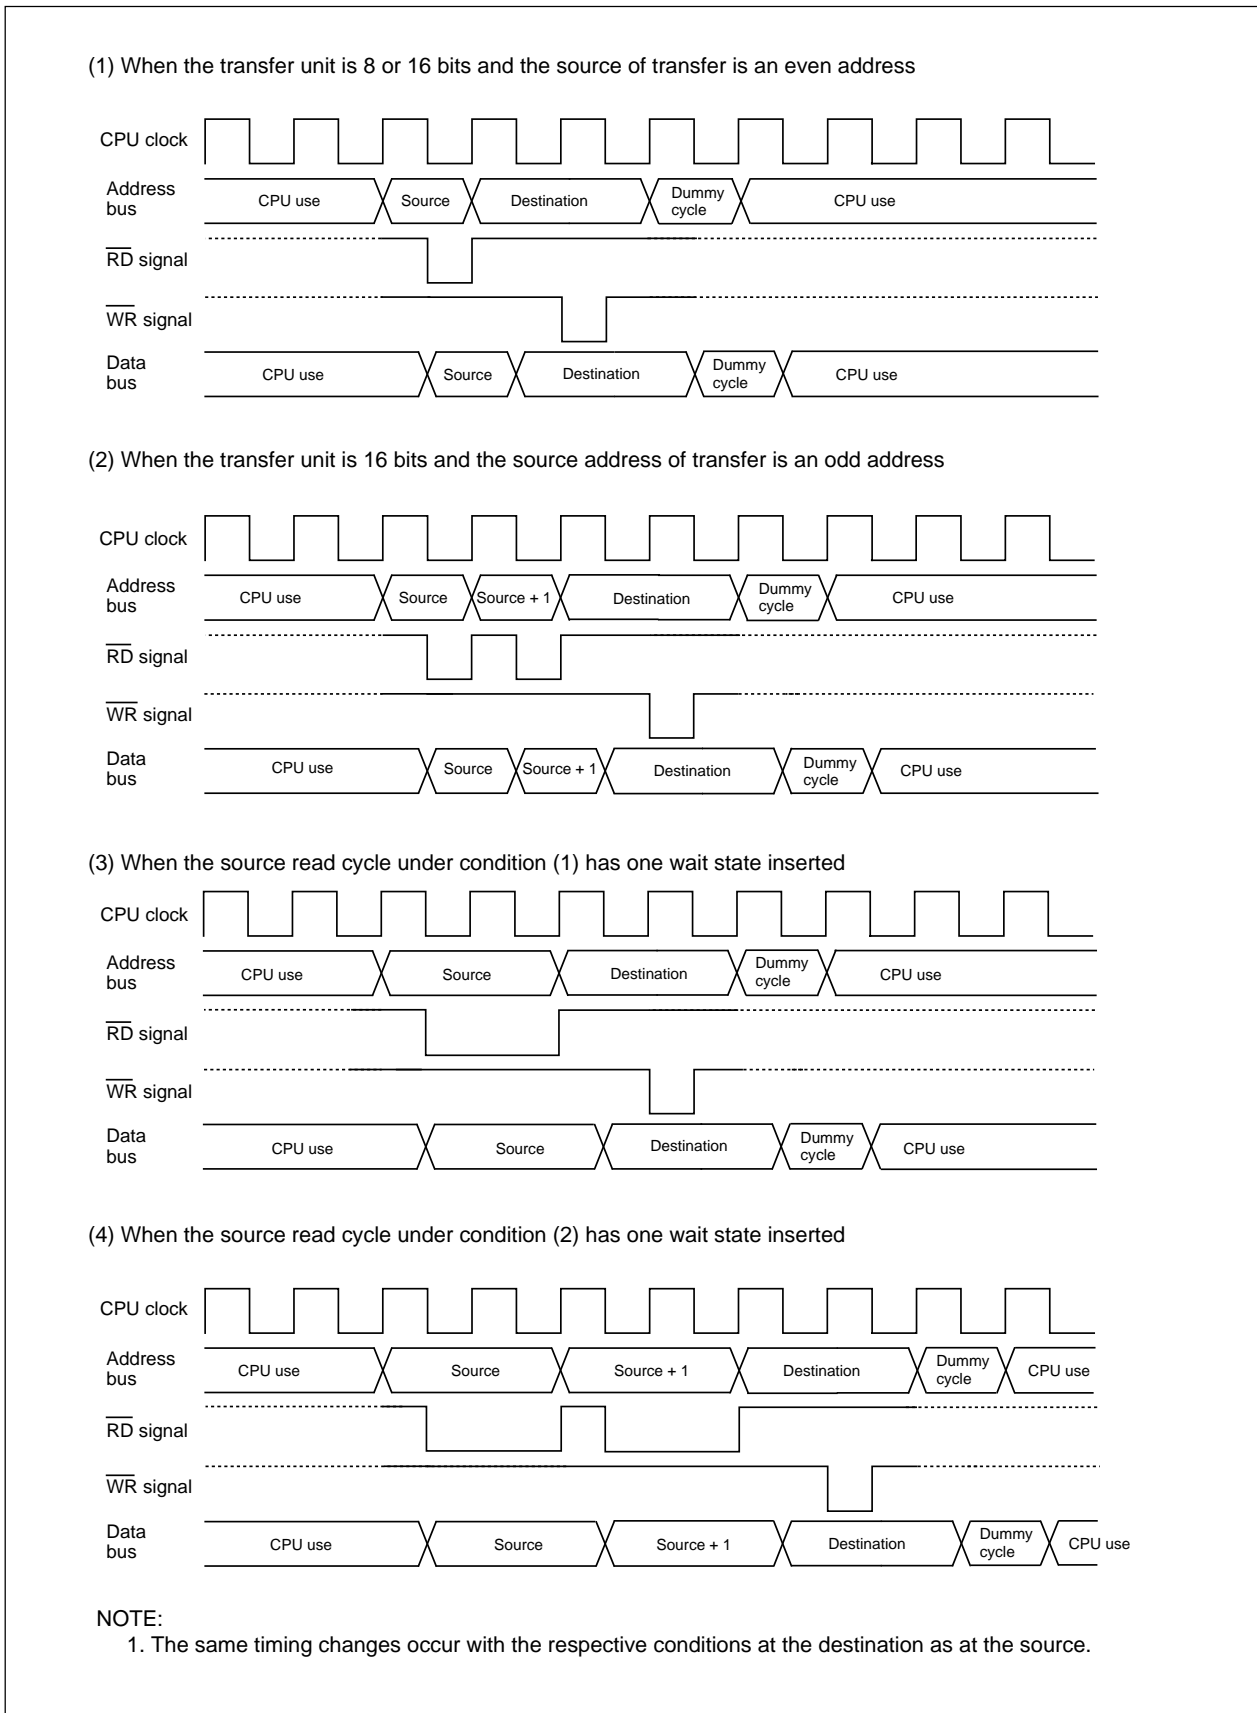 (1) When the transfer unit is 8 or 16 bits and the source of transfer is an even address
CPU clock
Address
bus
CPU use
Source
Destination
Dummy
cycle
CPU use
RD signal
WR signal
Data
bus
CPU use
Source
Destination
Dummy
cycle
CPU use
(2) When the transfer unit is 16 bits and the source address of transfer is an odd address
CPU clock
Address
bus
CPU use
Source
Source + 1
Destination
Dummy
cycle
CPU use
RD signal
WR signal
Data
bus
CPU use
Source
Source + 1
Destination
Dummy
cycle
CPU use
(3) When the source read cycle under condition (1) has one wait state inserted
CPU clock
Address
bus
CPU use
Source
Destination
Dummy
cycle
CPU use
RD signal
WR signal
Data
bus
CPU use
Source
Destination
Dummy
cycle
CPU use
(4) When the source read cycle under condition (2) has one wait state inserted
CPU clock
Address
bus
CPU use
Source
Source + 1
Destination
Dummy
cycle
CPU use
RD signal
WR signal
Data
bus
CPU use
Source
Source + 1
Destination
Dummy
cycle
CPU use
NOTE:
1. The same timing changes occur with the respective conditions at the destination as at the source.